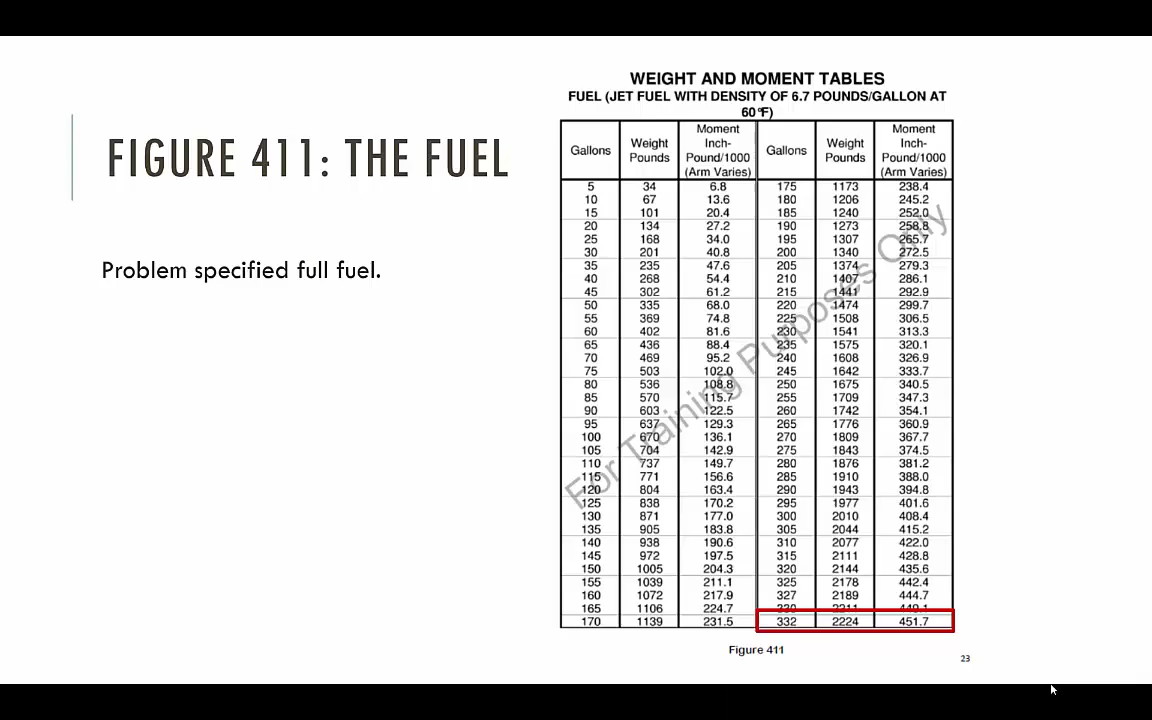 WEIGHT AND MOMENT TABLES
FUEL (JET FUEL WITH DENSITY OF 6.7 POUNDS/GALLON AT
60°F)
FIGURE 411: THE FUEL
Problem specified full fuel.
Gallons Weight Pounds Moment Inch-Pound/1000 (Arm Varies) Gallons Weight Pounds Moment Inch-Pound/1000 (Arm Varies)
5 34 6.8 175 1173 238.4
10 67 13.6 180 1206 245.2
15 101 20.4 185 1240 252.0
20 134 27.2 190 1273 258.8
25 168 34.0 195 1307 265.7
30 201 40.8 200 1340 272.5
35 235 47.6 205 1374 279.3
40 268 54.4 210 1407 286.1
45 302 61.2 215 1441 292.9
50 335 68.0 220 1474 299.7
55 369 74.8 225 1508 306.5
60 402 81.6 230 1541 313.3
65 436 88.4 235 1575 320.1
70 469 95.2 240 1608 326.9
75 503 102.0 245 1642 333.7
80 536 108.8 250 1675 340.5
85 570 115.7 255 1709 347.3
90 603 122.5 260 1742 354.1
95 637 129.3 265 1776 360.9
100 670 136.1 270 1809 367.7
105 704 142.9 275 1843 374.5
110 737 149.7 280 1876 381.2
115 771 156.6 285 1910 388.0
120 804 163.4 290 1943 394.8
125 838 170.2 295 1977 401.6
130 871 177.0 300 2010 408.4
135 905 183.8 305 2044 415.2
140 938 190.6 310 2077 422.0
145 972 197.5 315 2111 428.8
150 1005 204.3 320 2144 435.6
155 1039 211.1 325 2178 442.4
160 1072 217.9 327 2189 444.7
165 1106 224.7 330 2211 449.1
170 1139 231.5 332 2224 451.7
For Training Purposes Only
Figure 411
23